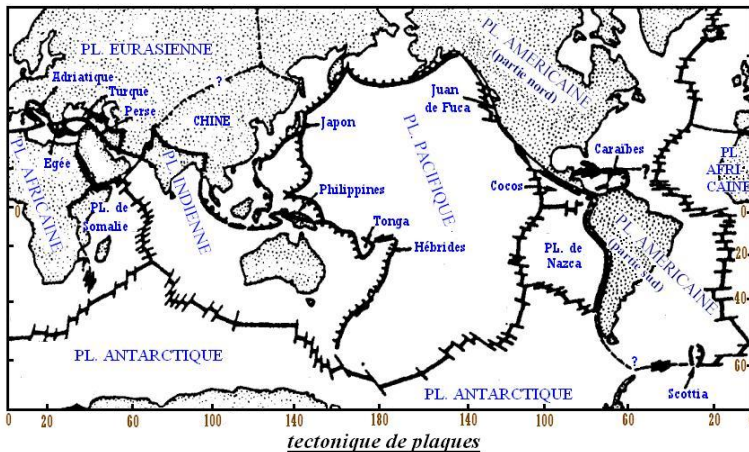 PL. EURASIENNE
Adriatique
Turque
Perse
?
CHINE
Egée
PL. AFRICAINE
PL. de
Somalie
PL. INDIENNE
Japon
Philippines
Tonga
Hébrides
PL. PACIFIQUE
Juan
de Fuca
PL. AMERICAINE
(partie nord)
Caraïbes
?
Cocos
PL. de
Nazca
PL. AMERICAINE
(partie sud)
PL.
AFRI-
CAINE
PL. ANTARCTIQUE
PL. ANTARCTIQUE
?
Scottia
0
0
20
40
60
0
20
60
100
140
180
140
100
60
20
0
tectonique de plaques